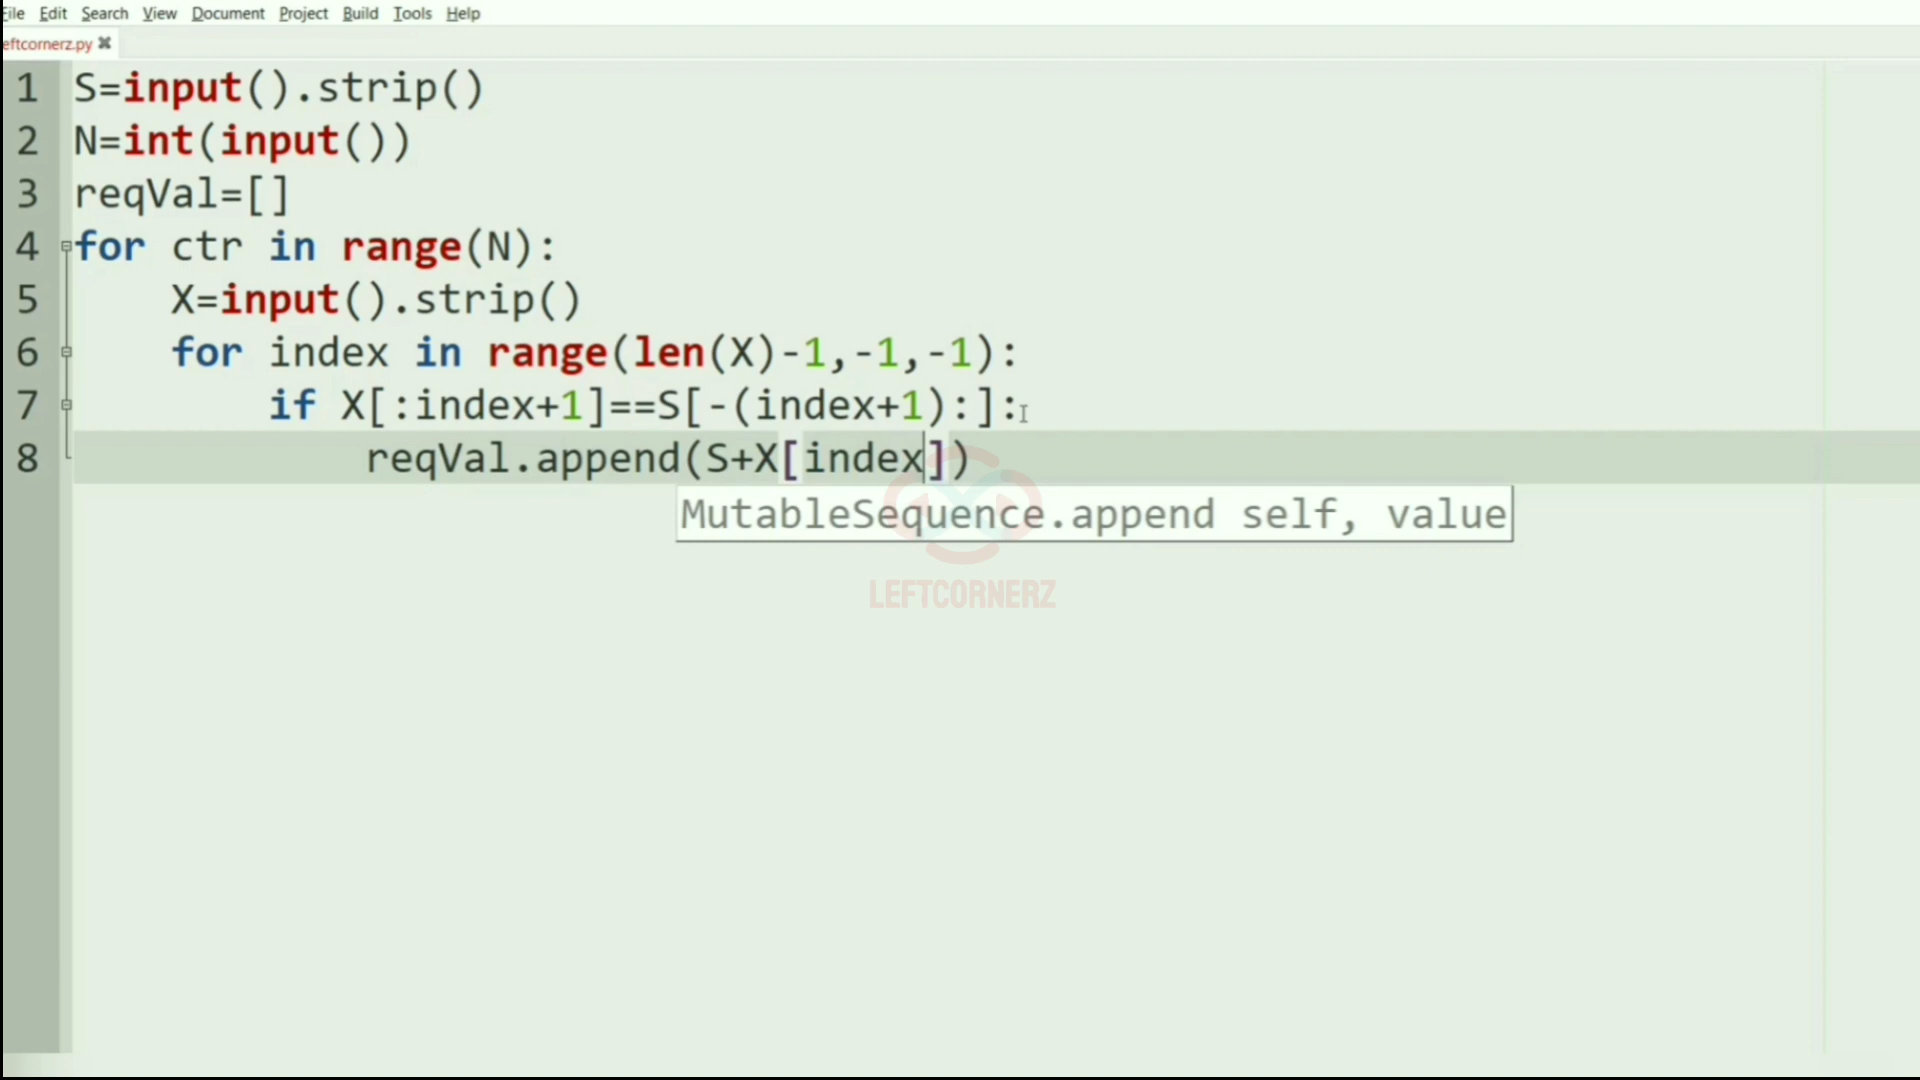 File Edit Search View Document Project Build Tools Help
eftcornerz.py
1 S=input().strip()
2 N=int(input())
3 reqVal=[]
4 for ctr in range(N):
5     X=input().strip()
6     for index in range(len(X)-1,-1,-1):
7         if X[:index+1]==S[-(index+1):]:
8             reqVal.append(S+X[index])
MutableSequence.append self, value
LEFTCORNERZ